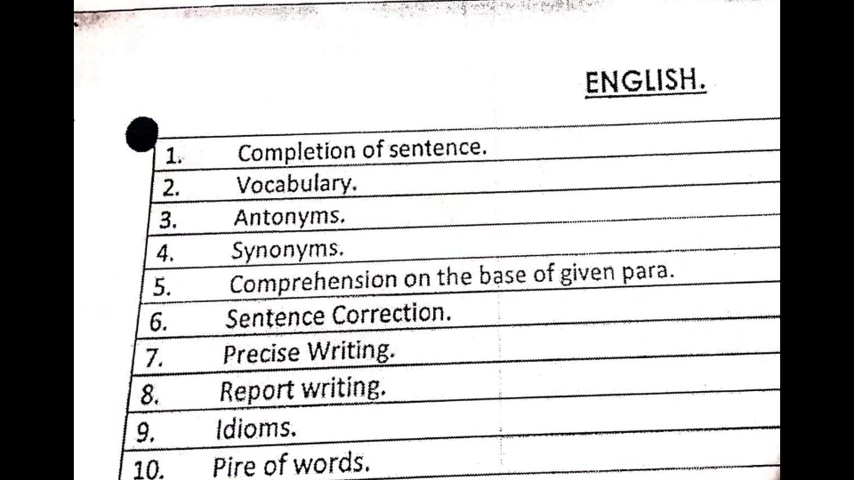 ENGLISH.
1. Completion of sentence.
2. Vocabulary.
3. Antonyms.
4. Synonyms.
5. Comprehension on the base of given para.
6. Sentence Correction.
7. Precise Writing.
8. Report writing.
9. Idioms.
10. Pire of words.